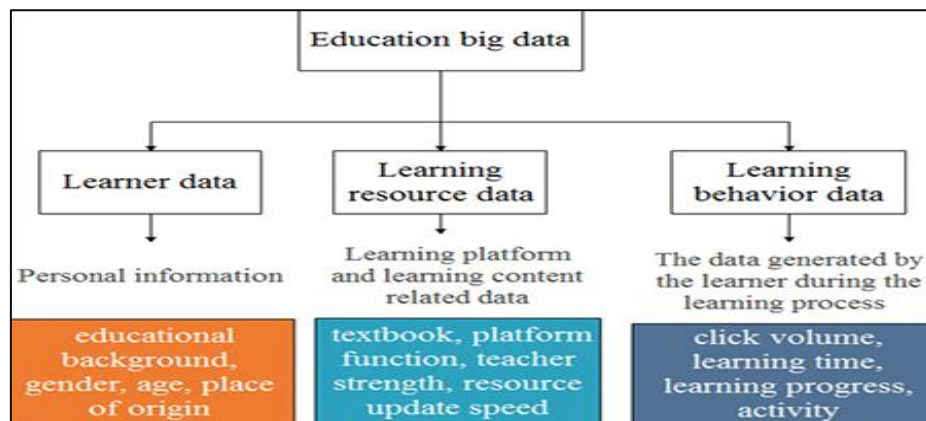 Education big data
Learner data
Learning
resource data
Learning
behavior data
Personal information
Learning platform
and learning content
related data
The data generated by
the learner during the
learning process
educational
background,
gender, age, place
of origin
textbook, platform
function, teacher
strength, resource
update speed
click volume,
learning time,
learning progress,
activity